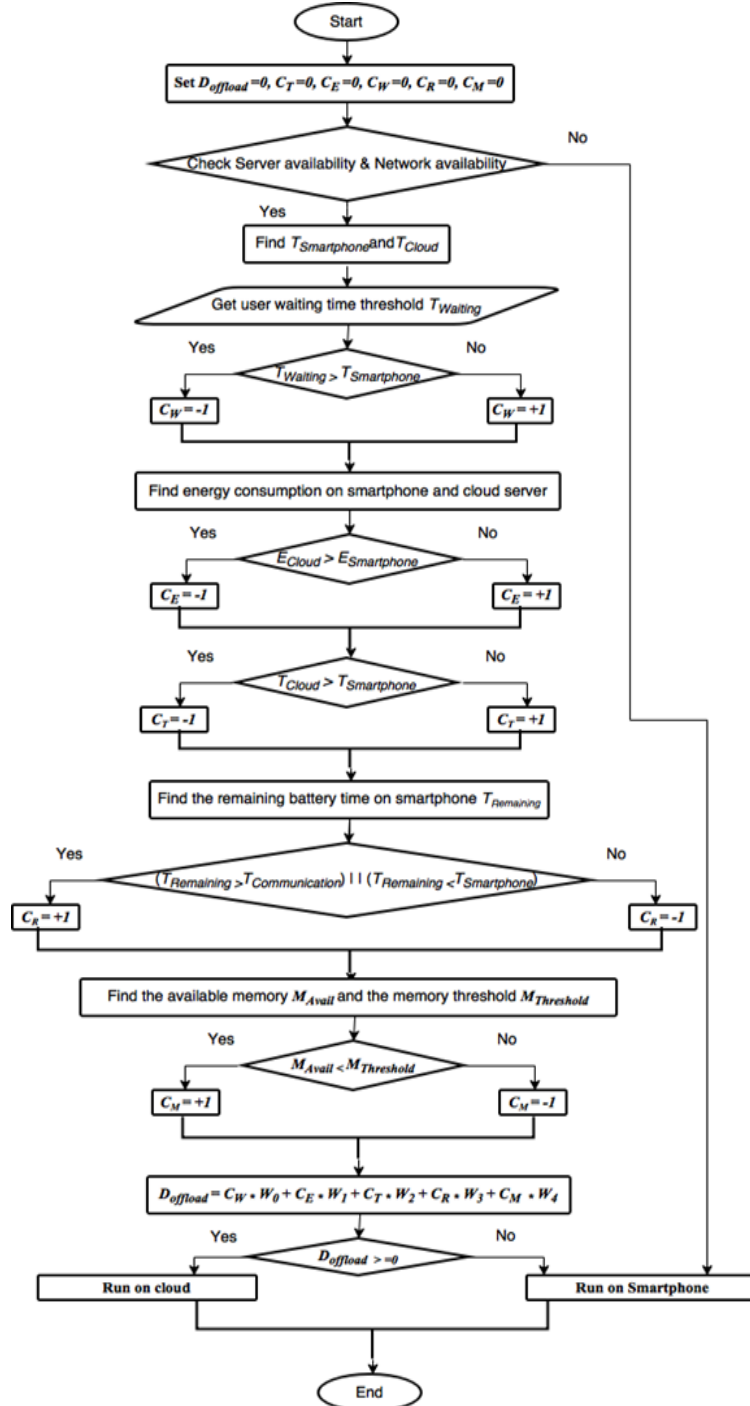 Start
Set D_offload =0, C_T =0, C_E =0, C_W =0, C_R =0, C_M =0
No
Check Server availability & Network availability
Yes
Find T_Smartphone and T_Cloud
Get user waiting time threshold T_Waiting
Yes
No
T_Waiting > T_Smartphone
C_W = -1
C_W = +1
Find energy consumption on smartphone and cloud server
Yes
No
E_Cloud > E_Smartphone
C_E = -1
C_E = +1
Yes
No
T_Cloud > T_Smartphone
C_T = -1
C_T = +1
Find the remaining battery time on smartphone T_Remaining
Yes
No
(T_Remaining > T_Communication) | | (T_Remaining < T_Smartphone)
C_R = +1
C_R = -1
Find the available memory M_Avail and the memory threshold M_Threshold
Yes
No
M_Avail < M_Threshold
C_M = +1
C_M = -1
D_offload = C_W * W_0 + C_E * W_1 + C_T * W_2 + C_R * W_3 + C_M * W_4
Yes
No
D_offload >=0
Run on cloud
Run on Smartphone
End